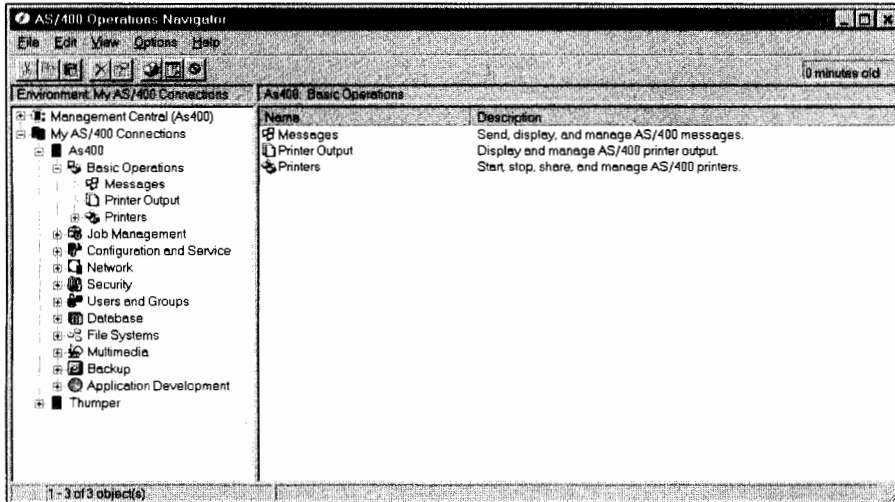 AS/400 Operations Navigator
File Edit View Options Help
0 minutes old
Environment: My AS/400 Connections
As400: Basic Operations
Management Central (As400)
My AS/400 Connections
As400
Basic Operations
Messages
Printer Output
Printers
Job Management
Configuration and Service
Network
Security
Users and Groups
Database
File Systems
Multimedia
Backup
Application Development
Thumper
Name Description
Messages Send, display, and manage AS/400 messages.
Printer Output Display and manage AS/400 printer output.
Printers Start, stop, share, and manage AS/400 printers.
1 - 3 of 3 object(s)